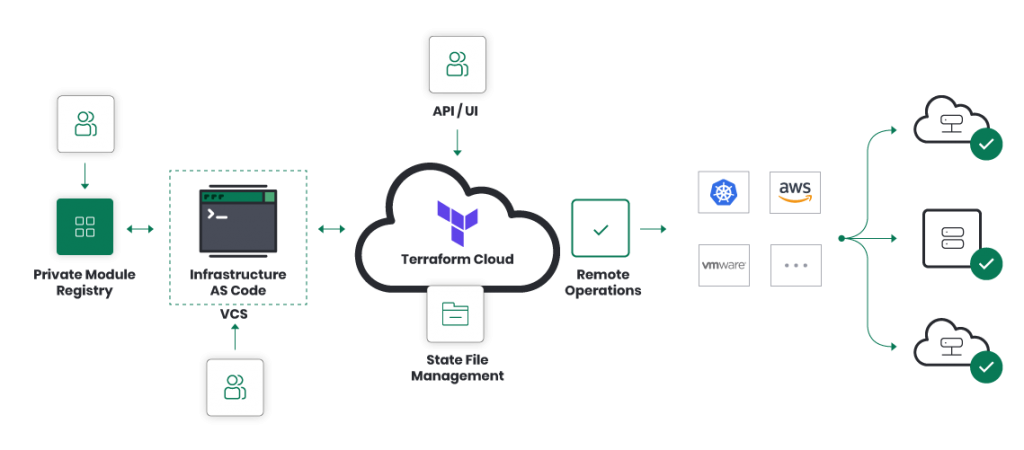 API / UI
Private Module
Registry
Infrastructure
AS Code
VCS
Terraform Cloud
State File
Management
Remote
Operations
aws
vmware